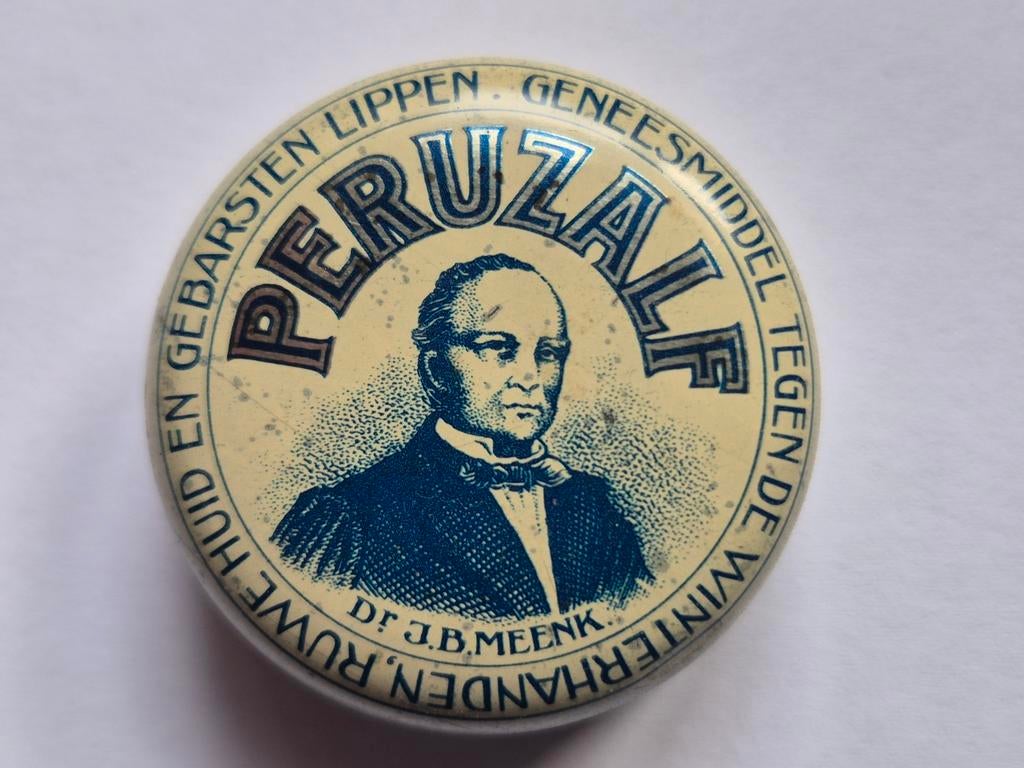 PERUZALF
Dr J.B. MEENK.
GENEESMIDDEL TEGEN DE WINTERHANDEN, RUWE HUID EN GEBARSTEN LIPPEN.